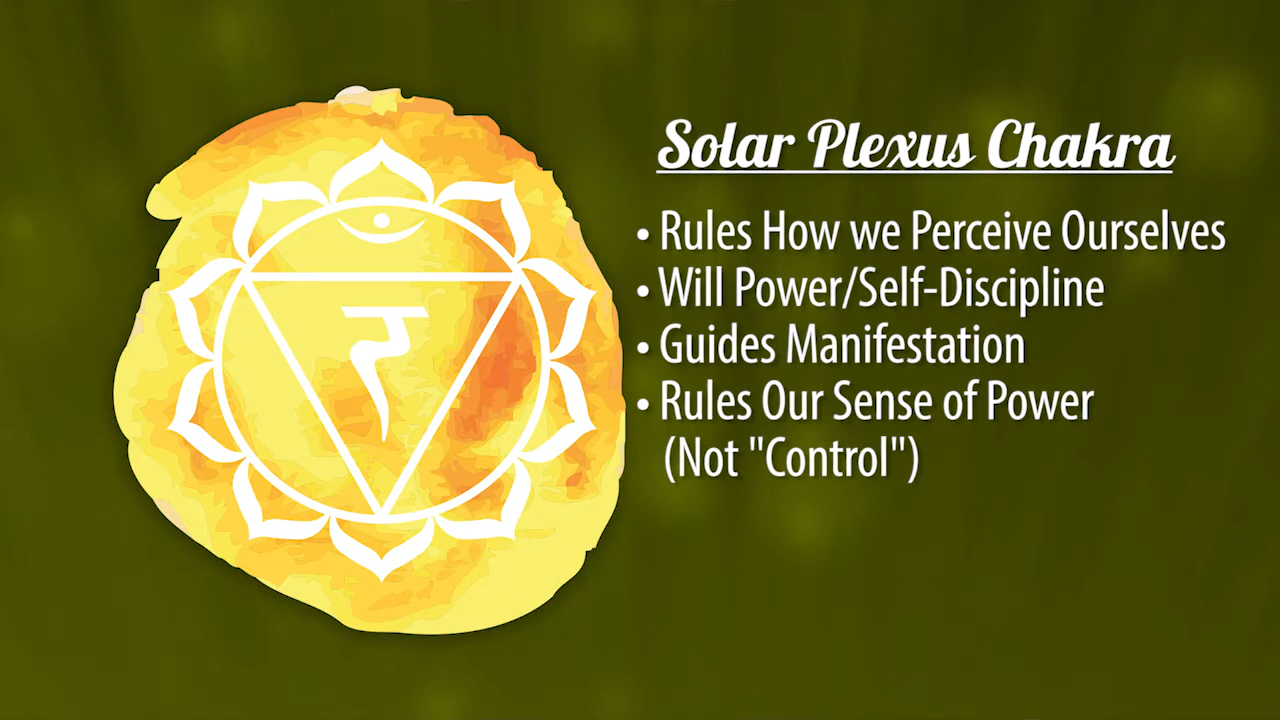 Solar Plexus Chakra
• Rules How we Perceive Ourselves
• Will Power/Self-Discipline
• Guides Manifestation
• Rules Our Sense of Power
(Not "Control")
रं